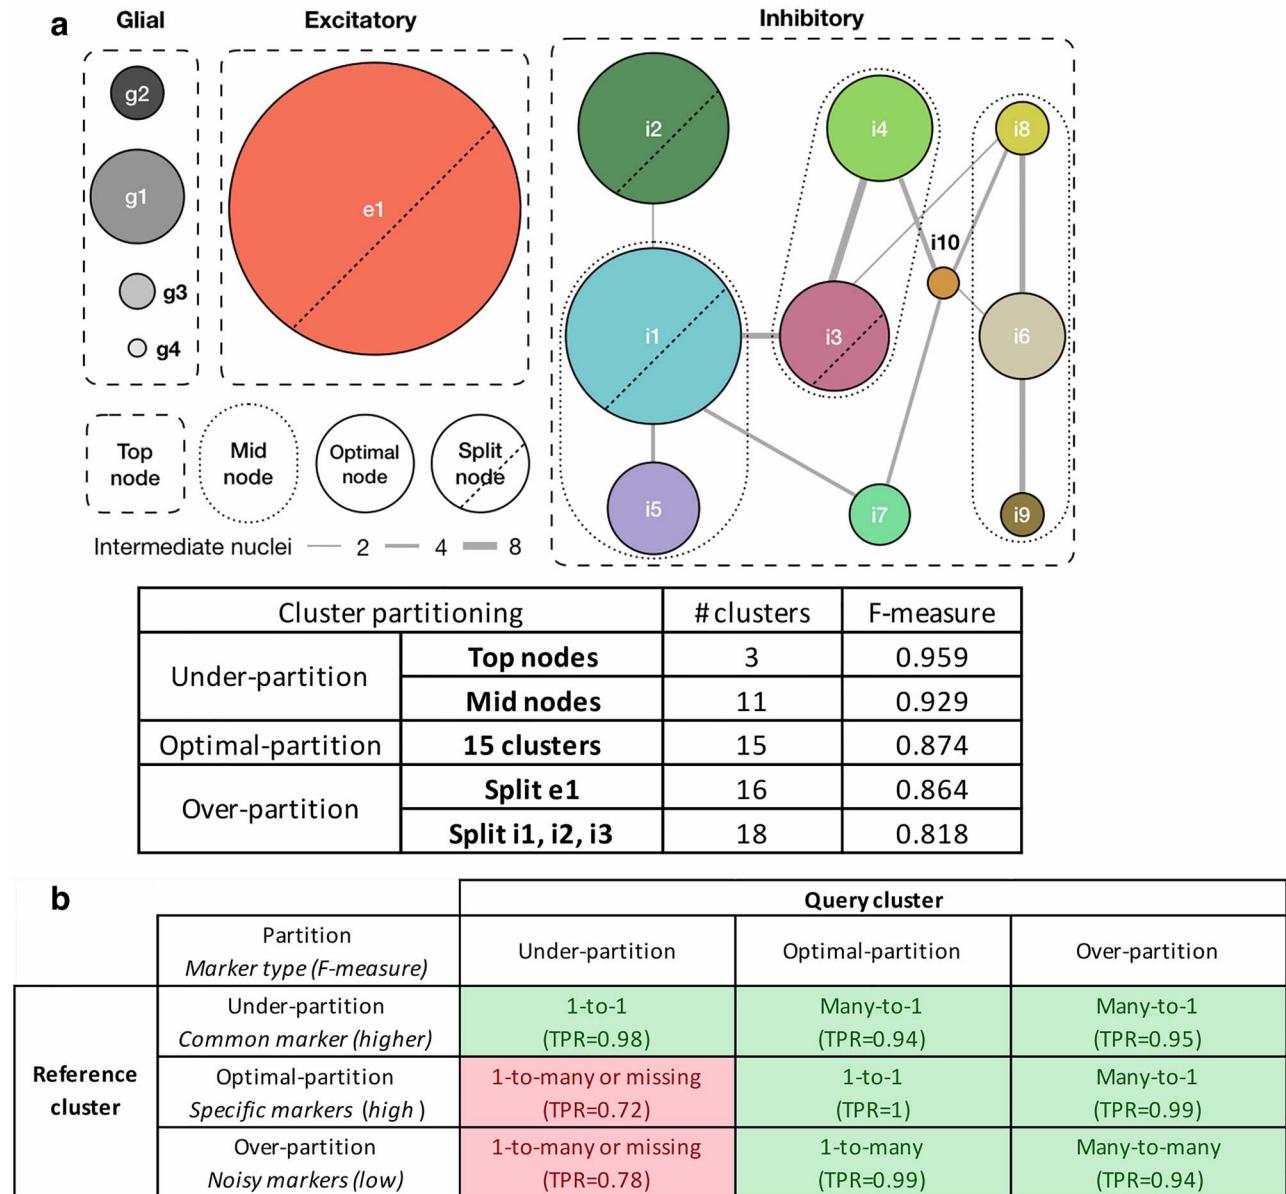 a
Glial
Excitatory
Inhibitory
g2
g1
g3
g4
e1
i2
i4
i8
i10
i1
i3
i6
i5
i7
i9
Top
node
Mid
node
Optimal
node
Split
node
Intermediate nuclei 2 4 8
Cluster partitioning # clusters F-measure
Under-partition
Top nodes 3 0.959
Mid nodes 11 0.929
Optimal-partition 15 clusters 15 0.874
Over-partition
Split e1 16 0.864
Split i1, i2, i3 18 0.818
b
Query cluster
Partition
Marker type (F-measure)
Under-partition Optimal-partition Over-partition
Reference
cluster
Under-partition 1-to-1 Many-to-1 Many-to-1
Common marker (higher) (TPR=0.98) (TPR=0.94) (TPR=0.95)
Optimal-partition 1-to-many or missing 1-to-1 Many-to-1
Specific markers (high ) (TPR=0.72) (TPR=1) (TPR=0.99)
Over-partition 1-to-many or missing 1-to-many Many-to-many
Noisy markers (low) (TPR=0.78) (TPR=0.99) (TPR=0.94)